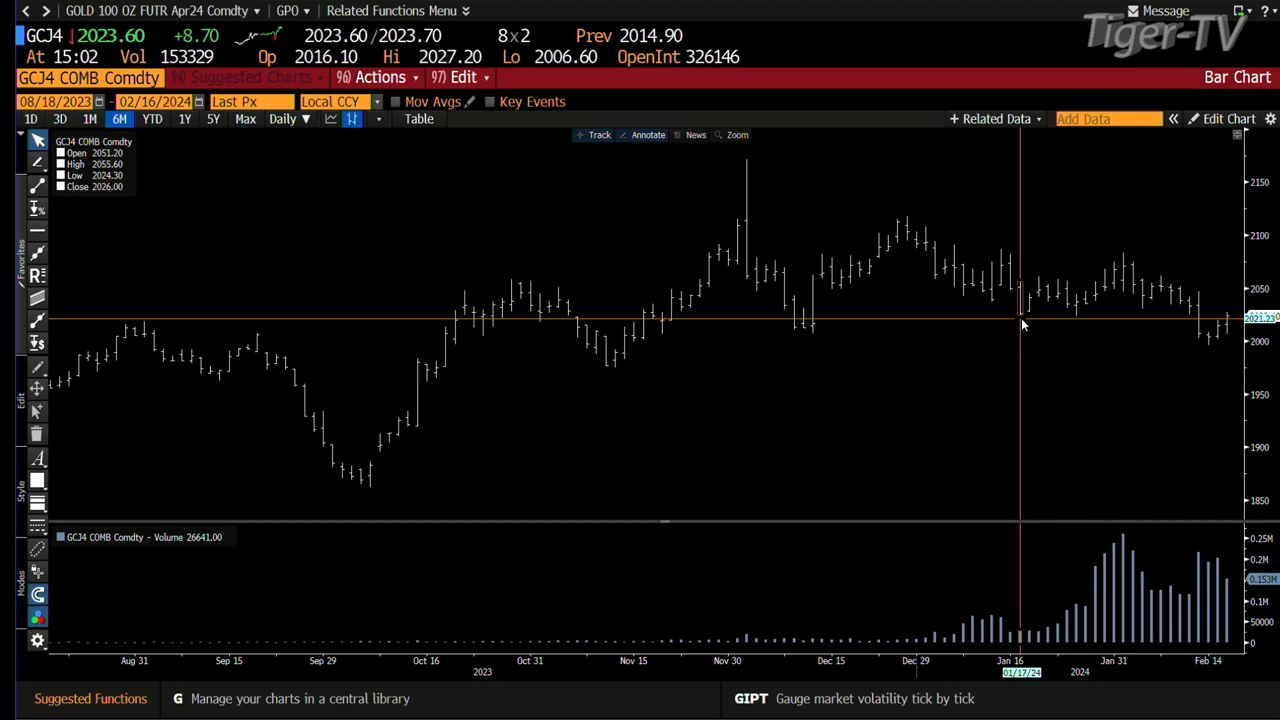 GOLD 100 OZ FUTR Apr24 Comdty GPO Related Functions Menu Message
Tiger-TV
GCJ4 2023.60 +8.70 2023.60/2023.70 8x2 Prev 2014.90
At 15:02 Vol 153329 Op 2016.10 Hi 2027.20 Lo 2006.60 OpenInt 326146
GCJ4 COMB Comdty 94) Suggested Charts 96) Actions 97) Edit Bar Chart
08/18/2023 - 02/16/2024 Last Px Local CCY Mov Avgs Key Events
1D 3D 1M 6M YTD 1Y 5Y Max Daily Table + Related Data Add Data Edit Chart
Track Annotate News Zoom
GCJ4 COMB Comdty
Open 2051.20
High 2055.60
Low 2024.30
Close 2026.00
Favorites
Edit
Style
Modes
2150
2100
2050
2021.23
2000
1950
1900
1850
GCJ4 COMB Comdty - Volume 26641.00
0.25M
0.2M
0.153M
0.1M
50000
0
Aug 31 Sep 15 Sep 29 Oct 16 Oct 31 Nov 15 Nov 30 Dec 15 Dec 29 Jan 16 Jan 31 Feb 14
2023 01/17/24 2024
Suggested Functions G Manage your charts in a central library GIPT Gauge market volatility tick by tick